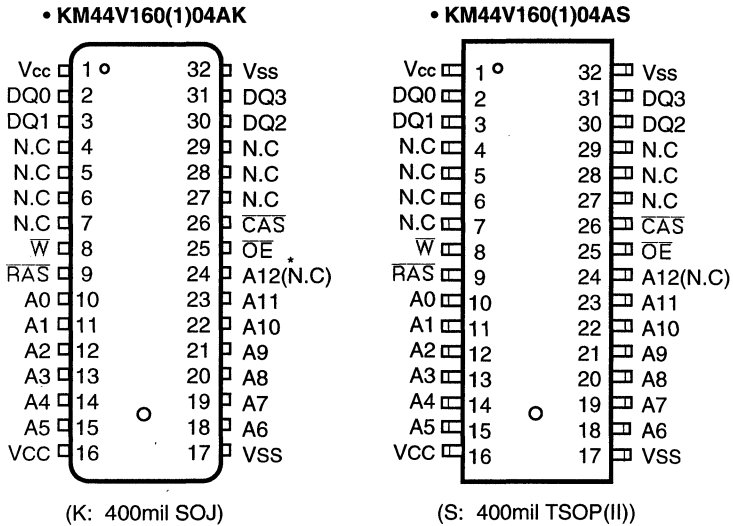 • KM44V160(1)04AK
Vcc 1 32 Vss
DQ0 2 31 DQ3
DQ1 3 30 DQ2
N.C 4 29 N.C
N.C 5 28 N.C
N.C 6 27 N.C
N.C 7 26 CAS
W 8 25 OE
RAS 9 24 A12(N.C)*
A0 10 23 A11
A1 11 22 A10
A2 12 21 A9
A3 13 20 A8
A4 14 19 A7
A5 15 18 A6
VCC 16 17 VSS
(K: 400mil SOJ)
• KM44V160(1)04AS
Vcc 1 32 Vss
DQ0 2 31 DQ3
DQ1 3 30 DQ2
N.C 4 29 N.C
N.C 5 28 N.C
N.C 6 27 N.C
N.C 7 26 CAS
W 8 25 OE
RAS 9 24 A12(N.C)
A0 10 23 A11
A1 11 22 A10
A2 12 21 A9
A3 13 20 A8
A4 14 19 A7
A5 15 18 A6
VCC 16 17 VSS
(S: 400mil TSOP(II))